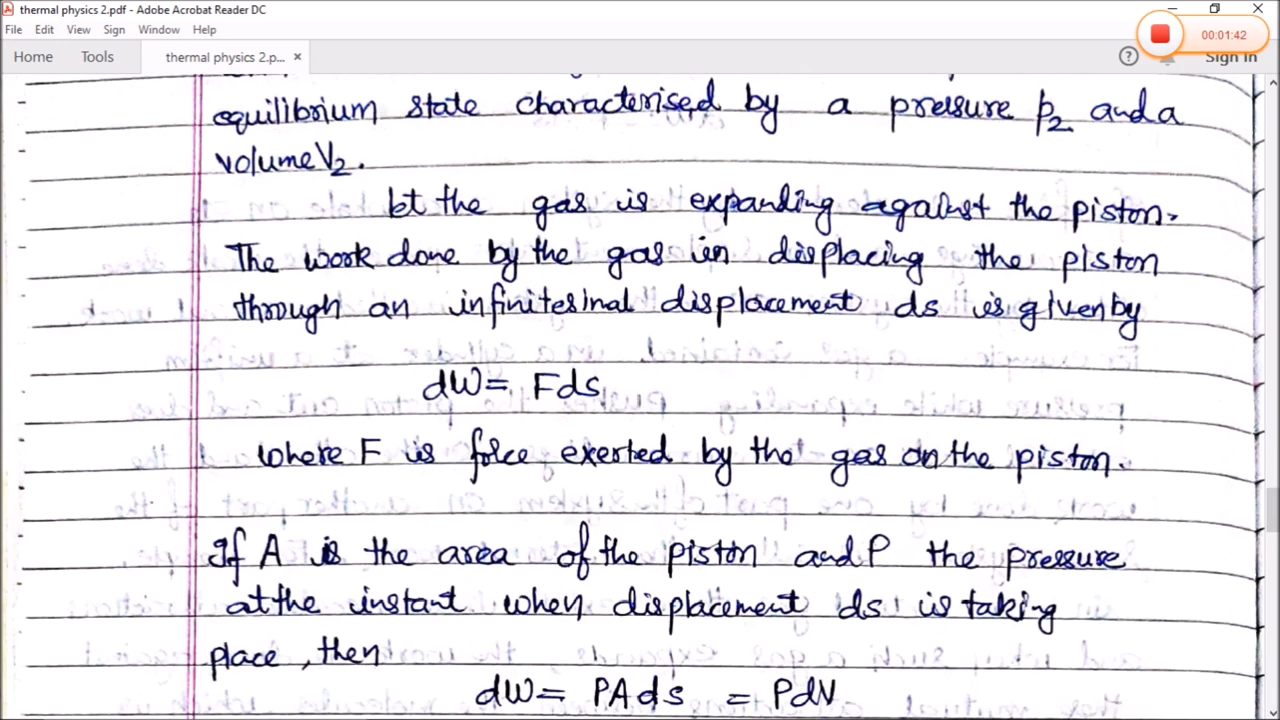 thermal physics 2.pdf - Adobe Acrobat Reader DC
File Edit View Sign Window Help
00:01:42
Home Tools thermal physics 2.p... × Sign In
equilibrium state characterised by a pressure p2 and a
volume V2.
let the gas is expanding against the piston.
The work done by the gas in displacing the piston
through an infinitesinal displacement ds is given by
dW= Fds
where F is force exerted by the gas on the piston.
If A is the area of the piston and P the pressure
at the instant when displacement ds is taking
place, then
dW= PAds = PdV